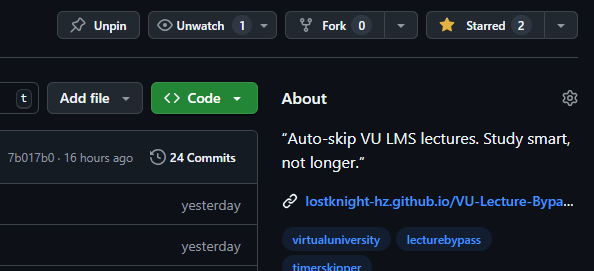 Unpin
Unwatch 1
Fork 0
Starred 2
t
Add file
Code
About
“Auto-skip VU LMS lectures. Study smart,
not longer.”
7b017b0 · 16 hours ago
24 Commits
lostknight-hz.github.io/VU-Lecture-Bypa...
yesterday
virtualuniversity
lecturebypass
yesterday
timerskipper